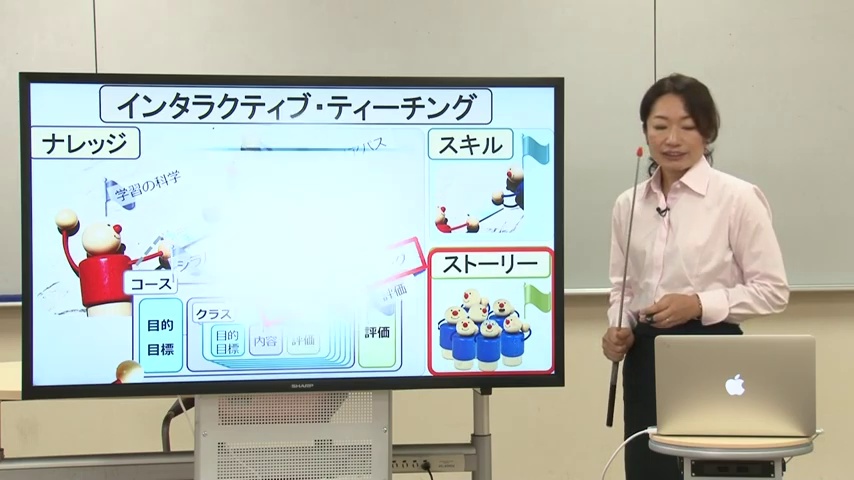 インタラクティブ・ティーチング
ナレッジ
スキル
学習の科学
ストーリー
コース
評価
クラス
目的
目標
目的
目標
内容
評価
評価
SHARP